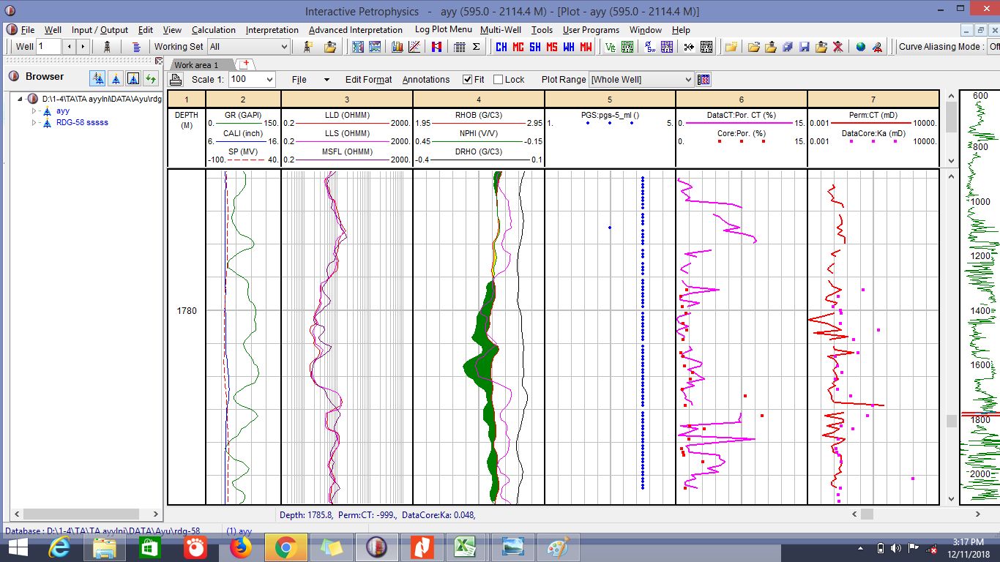 Interactive Petrophysics - ayy (595.0 - 2114.4 M) - [Plot - ayy (595.0 - 2114.4 M)]
File Well Input / Output Edit View Calculation Interpretation Advanced Interpretation Log Plot Menu Multi-Well Tools User Programs Window Help
Well 1 Working Set All CH MC SH MS WH MW Curve Aliasing Mode : Off
Browser
Work area 1
Scale 1: 100 File Edit Format Annotations Fit Lock Plot Range [Whole Well]
D:\1-4\TA\TA ayyIni\DATA\Ayu\rdg
ayy
RDG-58 sssss
1 2 3 4 5 6 7
DEPTH
(M)
GR (GAPI)
0. 150.
CALI (inch)
6. 16.
SP (MV)
-100. 40.
LLD (OHMM)
0.2 2000.
LLS (OHMM)
0.2 2000.
MSFL (OHMM)
0.2 2000.
RHOB (G/C3)
1.95 2.95
NPHI (V/V)
0.45 -0.15
DRHO (G/C3)
-0.4 0.1
PGS:pgs-5_ml ()
1. 5.
DataCT:Por. CT (%)
0. 15.
Core:Por. (%)
0. 15.
Perm:CT (mD)
0.001 10000.
DataCore:Ka (mD)
0.001 10000.
1780
600
800
1000
1200
1400
1600
1800
2000
Depth: 1785.8, Perm:CT: -999., DataCore:Ka: 0.048,
Database : D:\1-4\TA\TA ayyIni\DATA\Ayu\rdg-58 (1) ayy
3:17 PM
12/11/2018